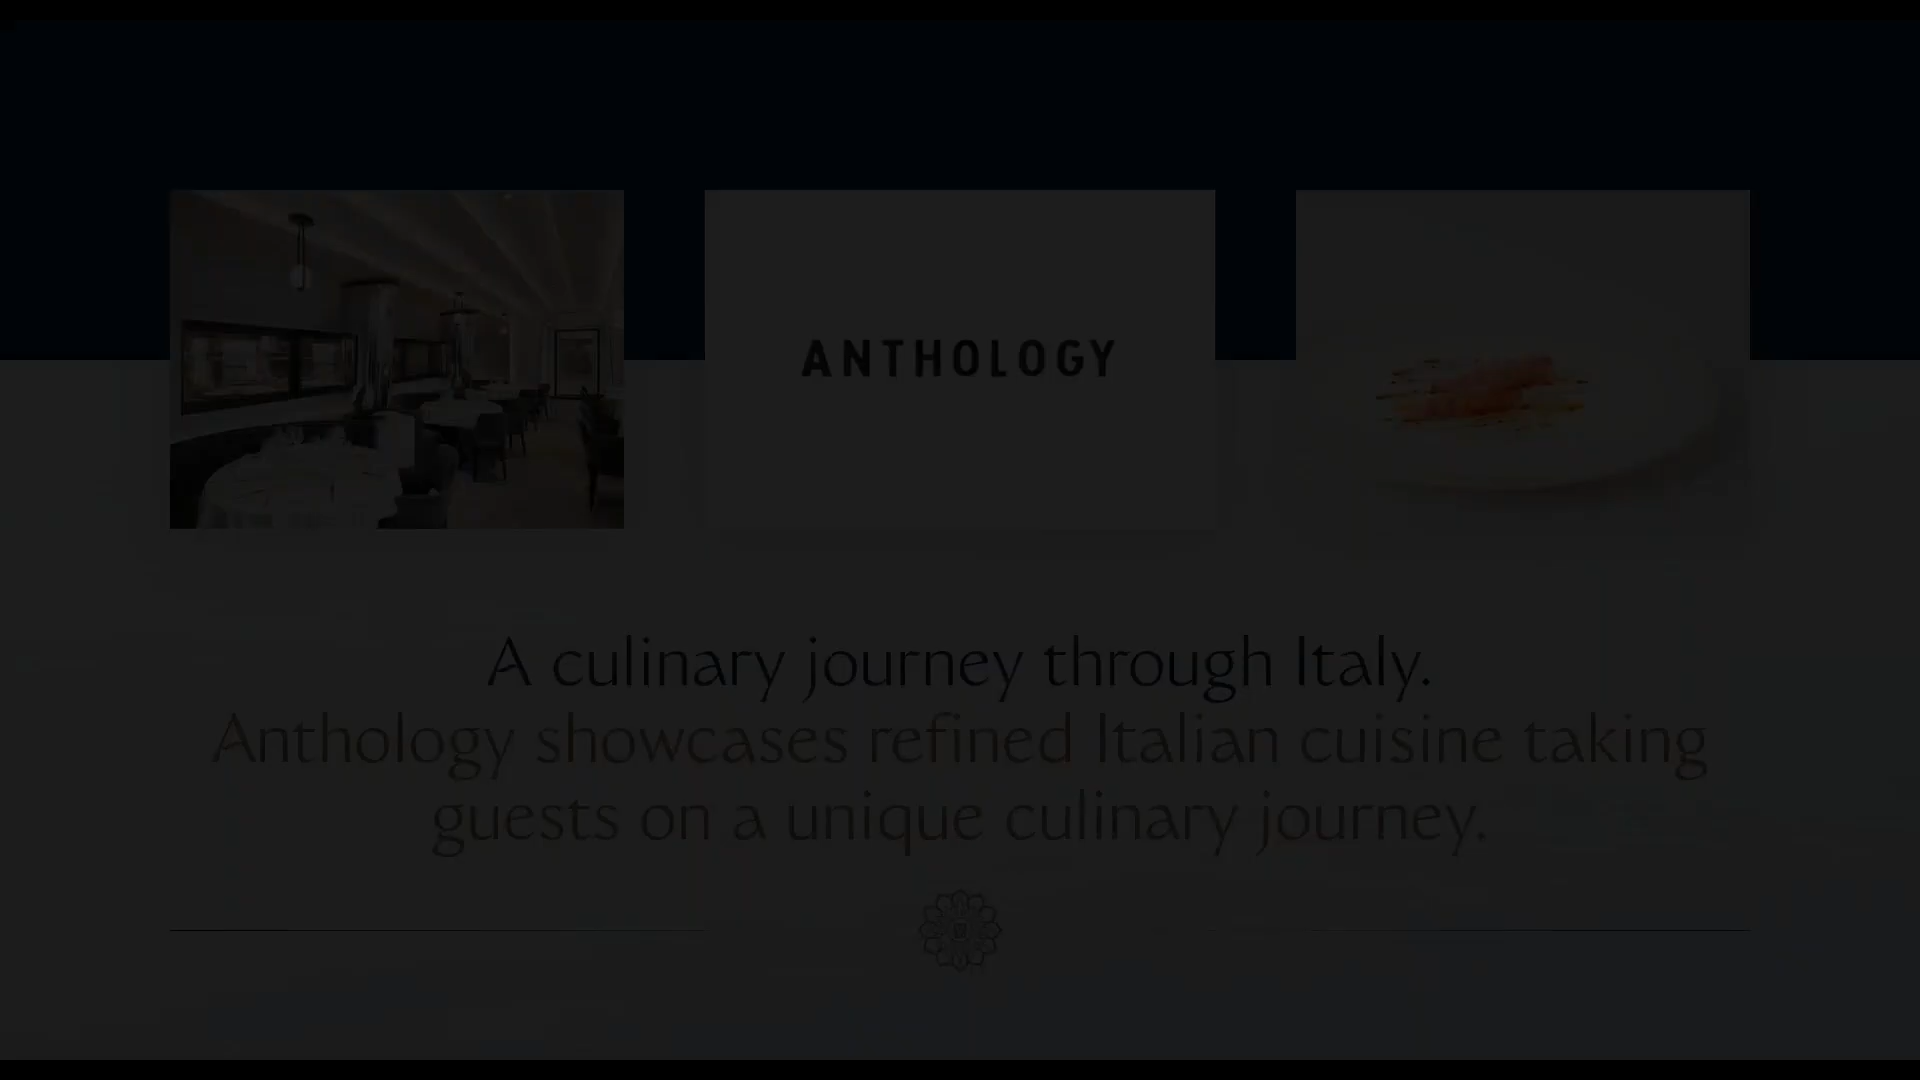 ANTHOLOGY
A culinary journey through Italy.
Anthology showcases refined Italian cuisine taking
guests on a unique culinary journey.